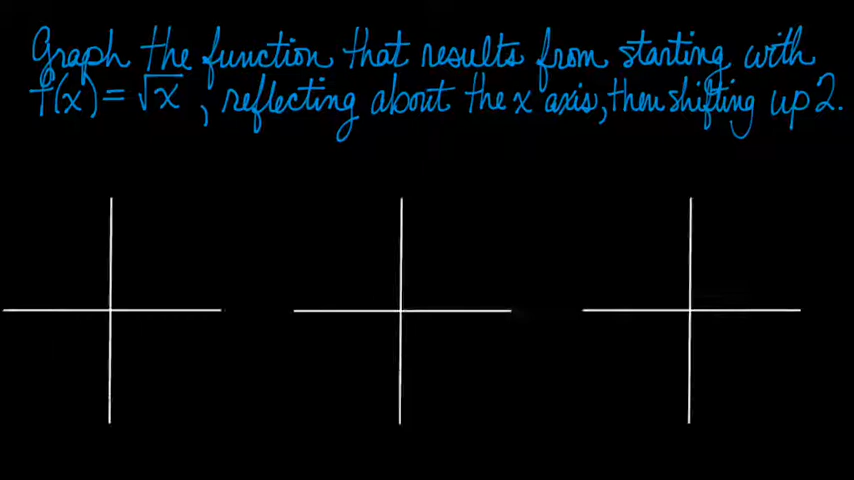 Graph the function that results from starting with
f(x) = √x , reflecting about the x axis, then shifting up 2.